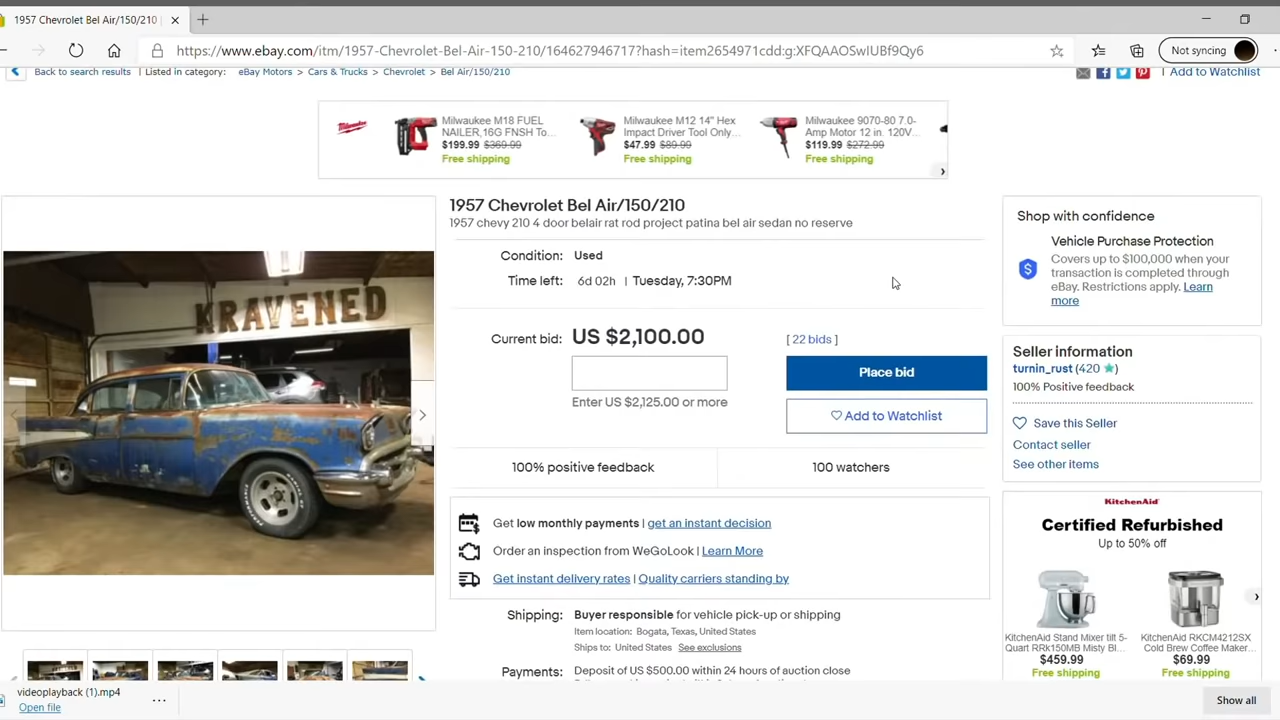 1957 Chevrolet Bel Air/150/210
https://www.ebay.com/itm/1957-Chevrolet-Bel-Air-150-210/164627946717?hash=item2654971cdd:g:XFQAAOSwIUBf9Qy6
Not syncing
Back to search results | Listed in category: eBay Motors > Cars & Trucks > Chevrolet > Bel Air/150/210
| Add to Watchlist
Milwaukee
Milwaukee M18 FUEL
NAILER,16G FNSH To...
$199.99 $369.99
Free shipping
Milwaukee M12 14" Hex
Impact Driver Tool Only...
$47.99 $89.99
Free shipping
Milwaukee 9070-80 7.0-
Amp Motor 12 in. 120V...
$119.99 $272.99
Free shipping
KRAVENED
1957 Chevrolet Bel Air/150/210
1957 chevy 210 4 door belair rat rod project patina bel air sedan no reserve
Condition: Used
Time left: 6d 02h | Tuesday, 7:30PM
Current bid: US $2,100.00
[ 22 bids ]
Place bid
Enter US $2,125.00 or more
Add to Watchlist
100% positive feedback
100 watchers
Get low monthly payments | get an instant decision
Order an inspection from WeGoLook | Learn More
Get instant delivery rates | Quality carriers standing by
Shipping: Buyer responsible for vehicle pick-up or shipping
Item location: Bogata, Texas, United States
Ships to: United States See exclusions
Payments: Deposit of US $500.00 within 24 hours of auction close
Shop with confidence
Vehicle Purchase Protection
Covers up to $100,000 when your
transaction is completed through
eBay. Restrictions apply. Learn
more
Seller information
turnin_rust (420 )
100% Positive feedback
Save this Seller
Contact seller
See other items
KitchenAid
Certified Refurbished
Up to 50% off
KitchenAid Stand Mixer tilt 5-
Quart RRk150MB Misty Bl...
$459.99
Free shipping
KitchenAid RKCM4212SX
Cold Brew Coffee Maker...
$69.99
Free shipping
videoplayback (1).mp4
Open file
Show all